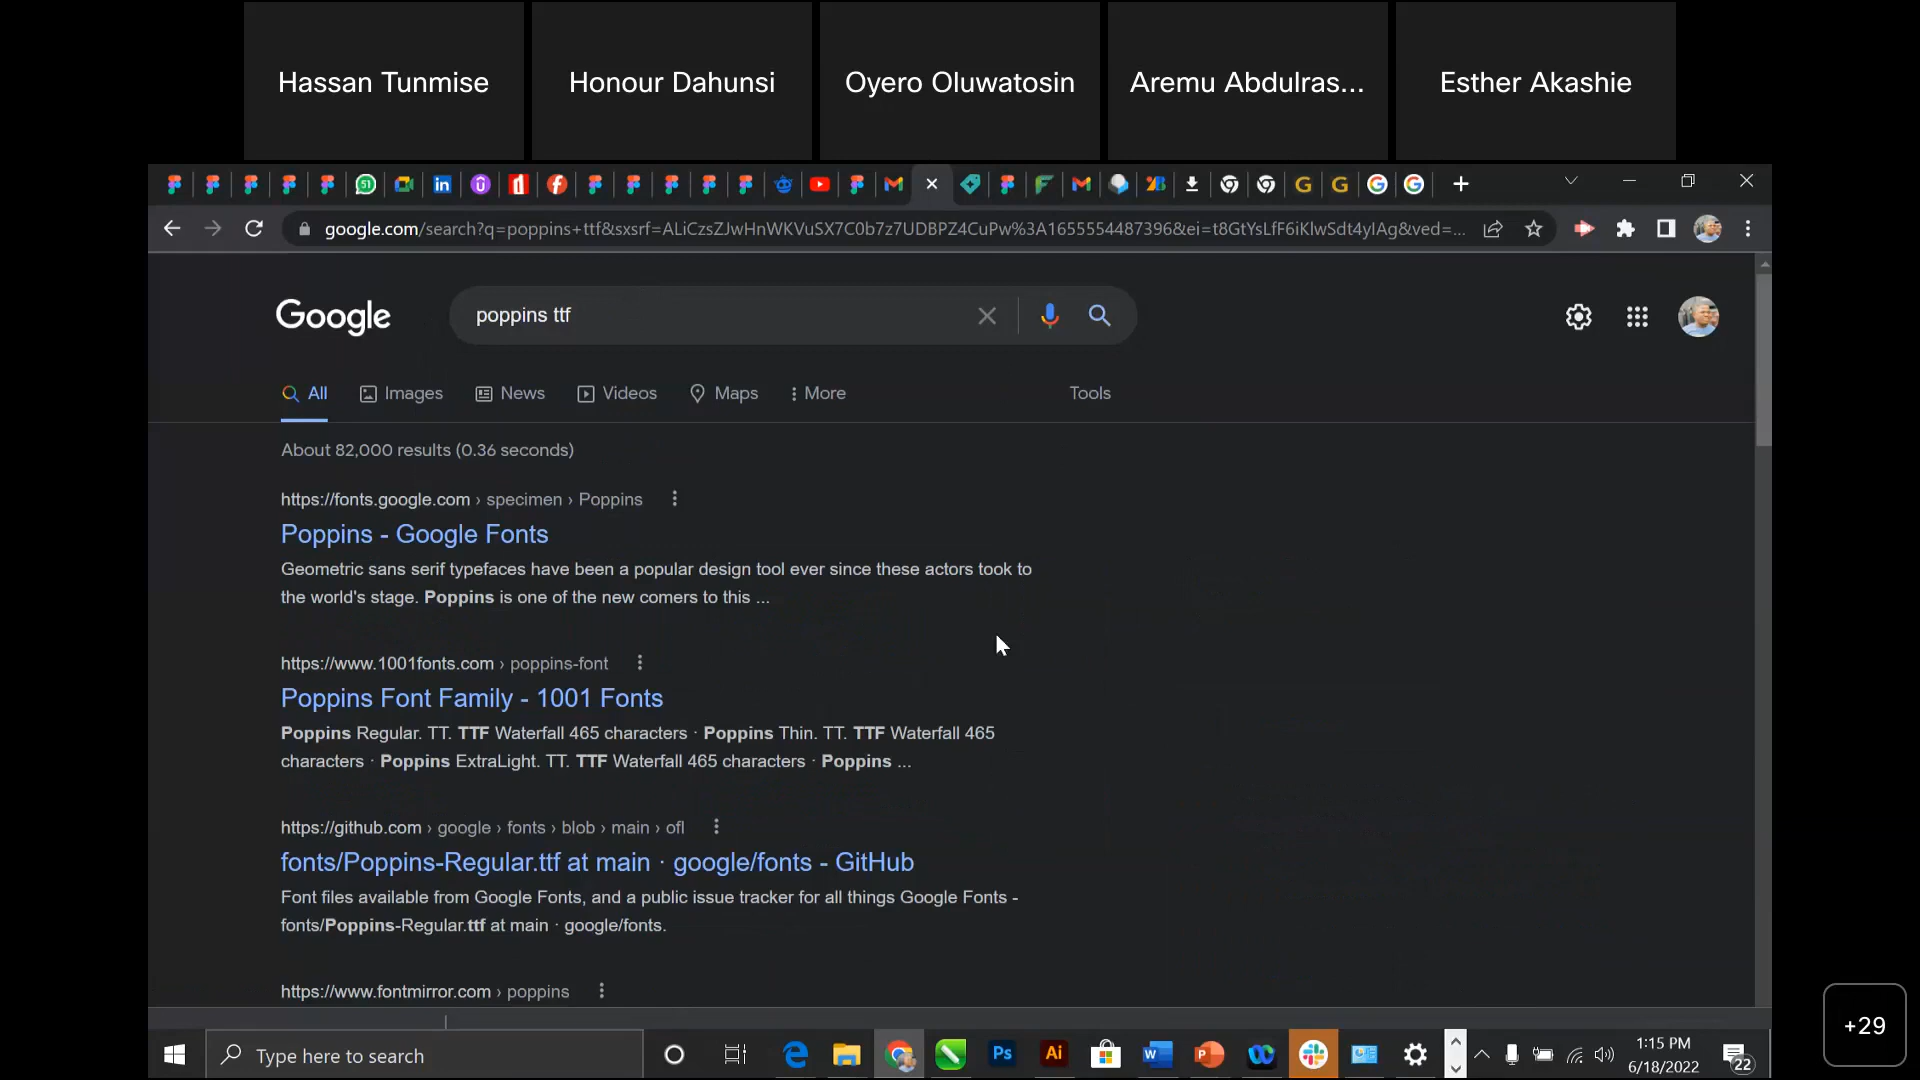 Hassan Tunmise
Honour Dahunsi
Oyero Oluwatosin
Aremu Abdulras...
Esther Akashie
google.com/search?q=poppins+ttf&sxsrf=ALiCzsZJwHnWKVuSX7C0b7z7UDBPZ4CuPw%3A1655554487396&ei=t8GtYsLfF6iKlwSdt4yIAg&ved=...
Google
poppins ttf
All
Images
News
Videos
Maps
More
Tools
About 82,000 results (0.36 seconds)
https://fonts.google.com › specimen › Poppins
Poppins - Google Fonts
Geometric sans serif typefaces have been a popular design tool ever since these actors took to
the world's stage. Poppins is one of the new comers to this ...
https://www.1001fonts.com › poppins-font
Poppins Font Family - 1001 Fonts
Poppins Regular. TT. TTF Waterfall 465 characters · Poppins Thin. TT. TTF Waterfall 465
characters · Poppins ExtraLight. TT. TTF Waterfall 465 characters · Poppins ...
https://github.com › google › fonts › blob › main › ofl
fonts/Poppins-Regular.ttf at main · google/fonts - GitHub
Font files available from Google Fonts, and a public issue tracker for all things Google Fonts -
fonts/Poppins-Regular.ttf at main · google/fonts.
https://www.fontmirror.com › poppins
+29
Type here to search
Ps
Ai
1:15 PM
6/18/2022
22